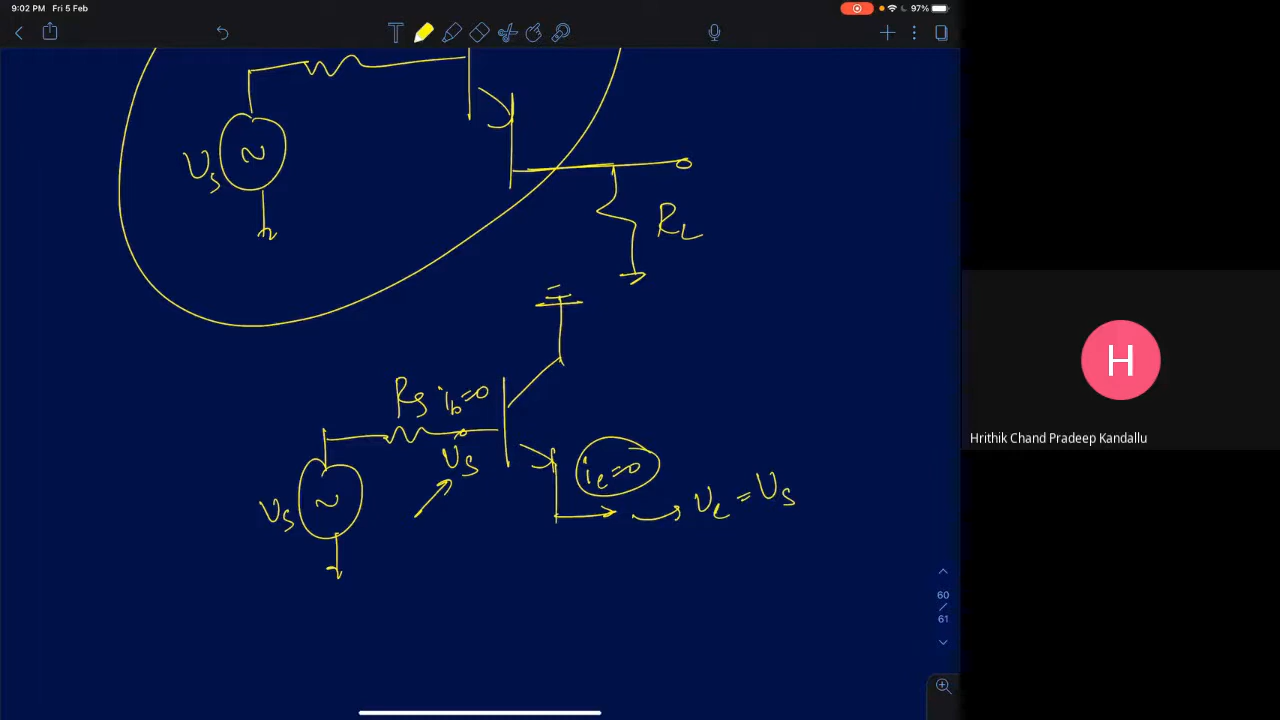 9:02 PM Fri 5 Feb
97%
T
Vs
RL
Rs ib=0
Vs
ie=0
Vs
Ve = Vs
60
/
61
H
Hrithik Chand Pradeep Kandallu